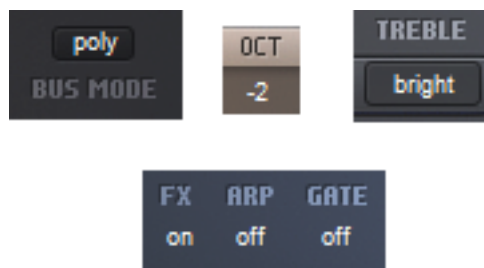 poly
BUS MODE
OCT
-2
TREBLE
bright
FX ARP GATE
on off off